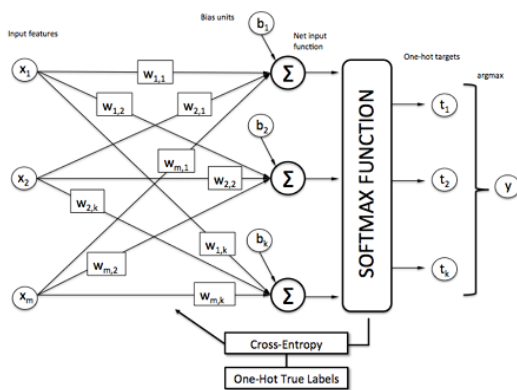 Input features
Bias units
b1
Net input
function
One-hot targets
argmax
x1
w1,1
Σ
w1,2
w2,1
t1
b2
wm,1
x2
w2,2
Σ
SOFTMAX FUNCTION
t2
y
w2,k
w1,k
bk
wm,2
tk
xm
wm,k
Σ
Cross-Entropy
One-Hot True Labels